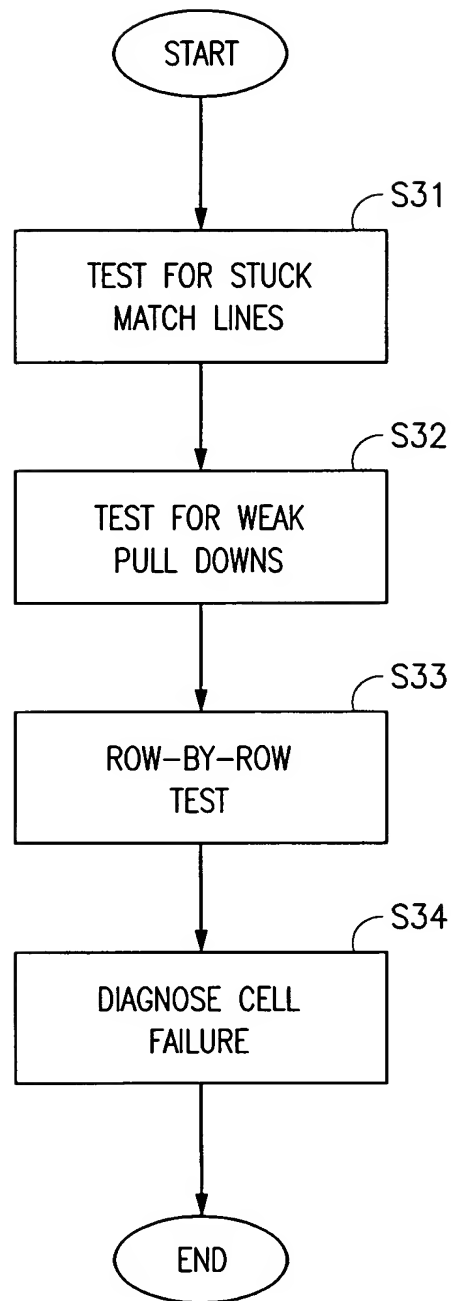 START
S31
TEST FOR STUCK
MATCH LINES
S32
TEST FOR WEAK
PULL DOWNS
S33
ROW-BY-ROW
TEST
S34
DIAGNOSE CELL
FAILURE
END